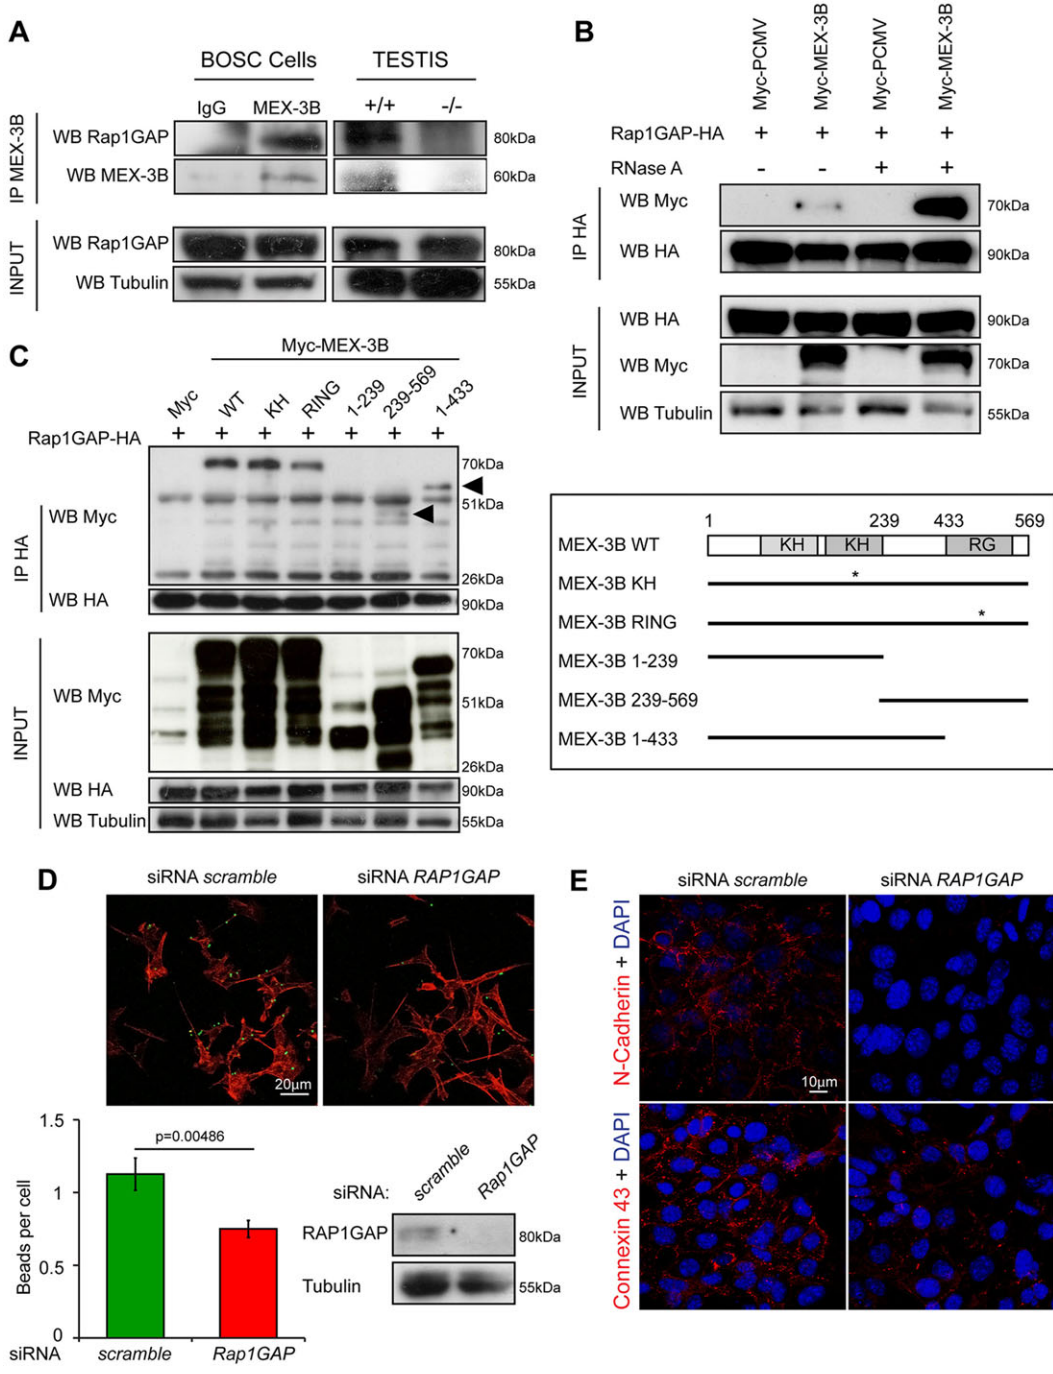 A
BOSC Cells TESTIS
IgG MEX-3B +/+ -/-
IP MEX-3B
WB Rap1GAP 80kDa
WB MEX-3B 60kDa
INPUT
WB Rap1GAP 80kDa
WB Tubulin 55kDa
B
Myc-PCMV Myc-MEX-3B Myc-PCMV Myc-MEX-3B
Rap1GAP-HA + + + +
RNase A - - + +
IP HA
WB Myc 70kDa
WB HA 90kDa
INPUT
WB HA 90kDa
WB Myc 70kDa
WB Tubulin 55kDa
C
Myc-MEX-3B
Myc WT KH RING 1-239 239-569 1-433
Rap1GAP-HA + + + + + + +
IP HA
70kDa
51kDa
WB Myc
26kDa
WB HA 90kDa
INPUT
70kDa
WB Myc 51kDa
26kDa
WB HA 90kDa
WB Tubulin 55kDa
1 239 433 569
MEX-3B WT KH KH RG
MEX-3B KH *
MEX-3B RING *
MEX-3B 1-239
MEX-3B 239-569
MEX-3B 1-433
D
siRNA scramble siRNA RAP1GAP
20µm
1.5
1
0.5
0
Beads per cell
p=0.00486
siRNA scramble Rap1GAP
siRNA: scramble Rap1GAP
RAP1GAP 80kDa
Tubulin 55kDa
E
siRNA scramble siRNA RAP1GAP
N-Cadherin + DAPI
10µm
Connexin 43 + DAPI